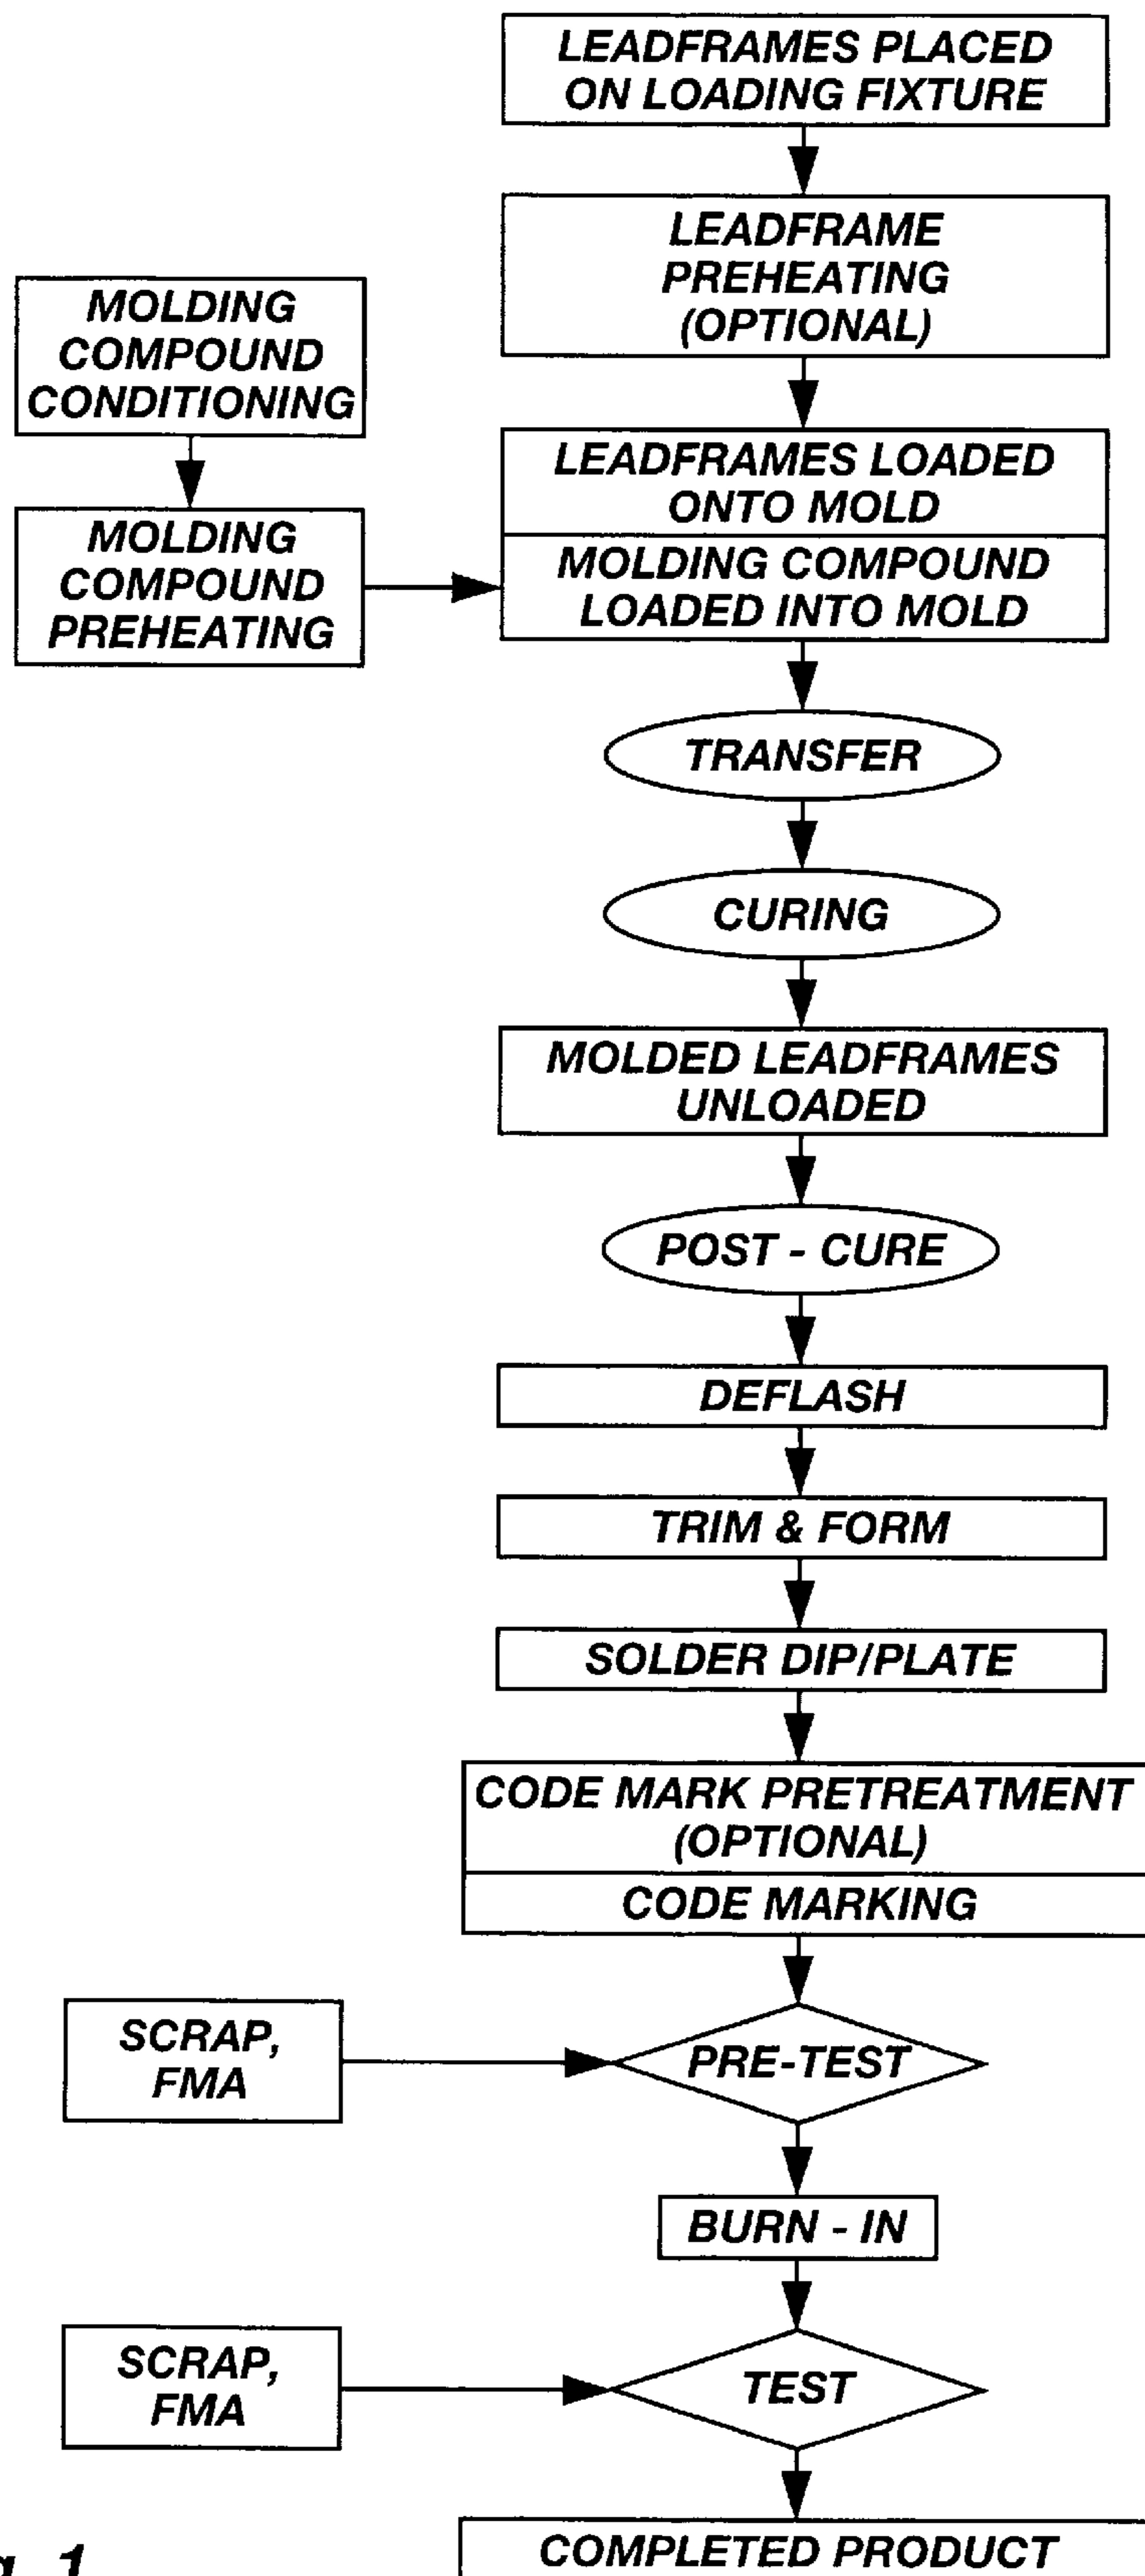 LEADFRAMES PLACED
ON LOADING FIXTURE
LEADFRAME
PREHEATING
(OPTIONAL)
MOLDING
COMPOUND
CONDITIONING
LEADFRAMES LOADED
ONTO MOLD
MOLDING
COMPOUND
PREHEATING
MOLDING COMPOUND
LOADED INTO MOLD
TRANSFER
CURING
MOLDED LEADFRAMES
UNLOADED
POST - CURE
DEFLASH
TRIM & FORM
SOLDER DIP/PLATE
CODE MARK PRETREATMENT
(OPTIONAL)
CODE MARKING
SCRAP,
FMA
PRE-TEST
BURN - IN
SCRAP,
FMA
TEST
COMPLETED PRODUCT
1